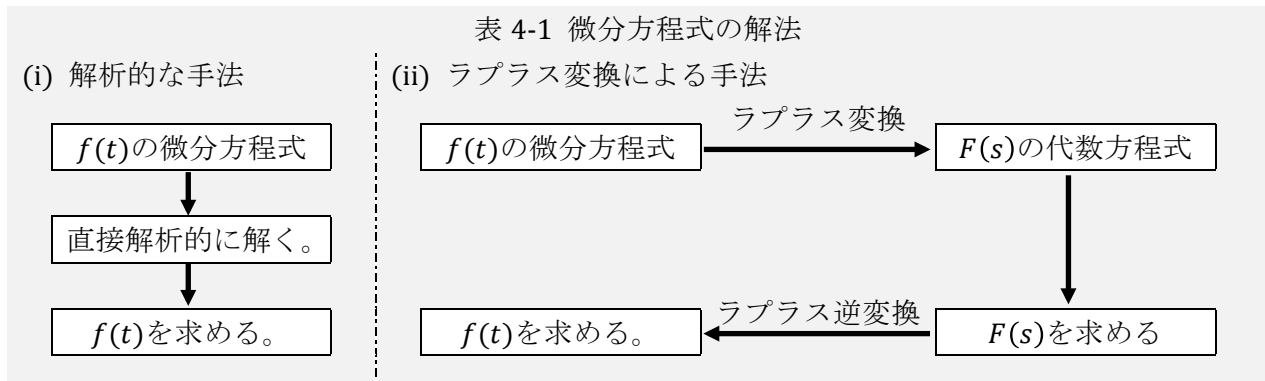 表 4-1 微分方程式の解法
(i) 解析的な手法
f(t)の微分方程式
直接解析的に解く。
f(t)を求める。
(ii) ラプラス変換による手法
f(t)の微分方程式
ラプラス変換
F(s)の代数方程式
F(s)を求める
ラプラス逆変換
f(t)を求める。